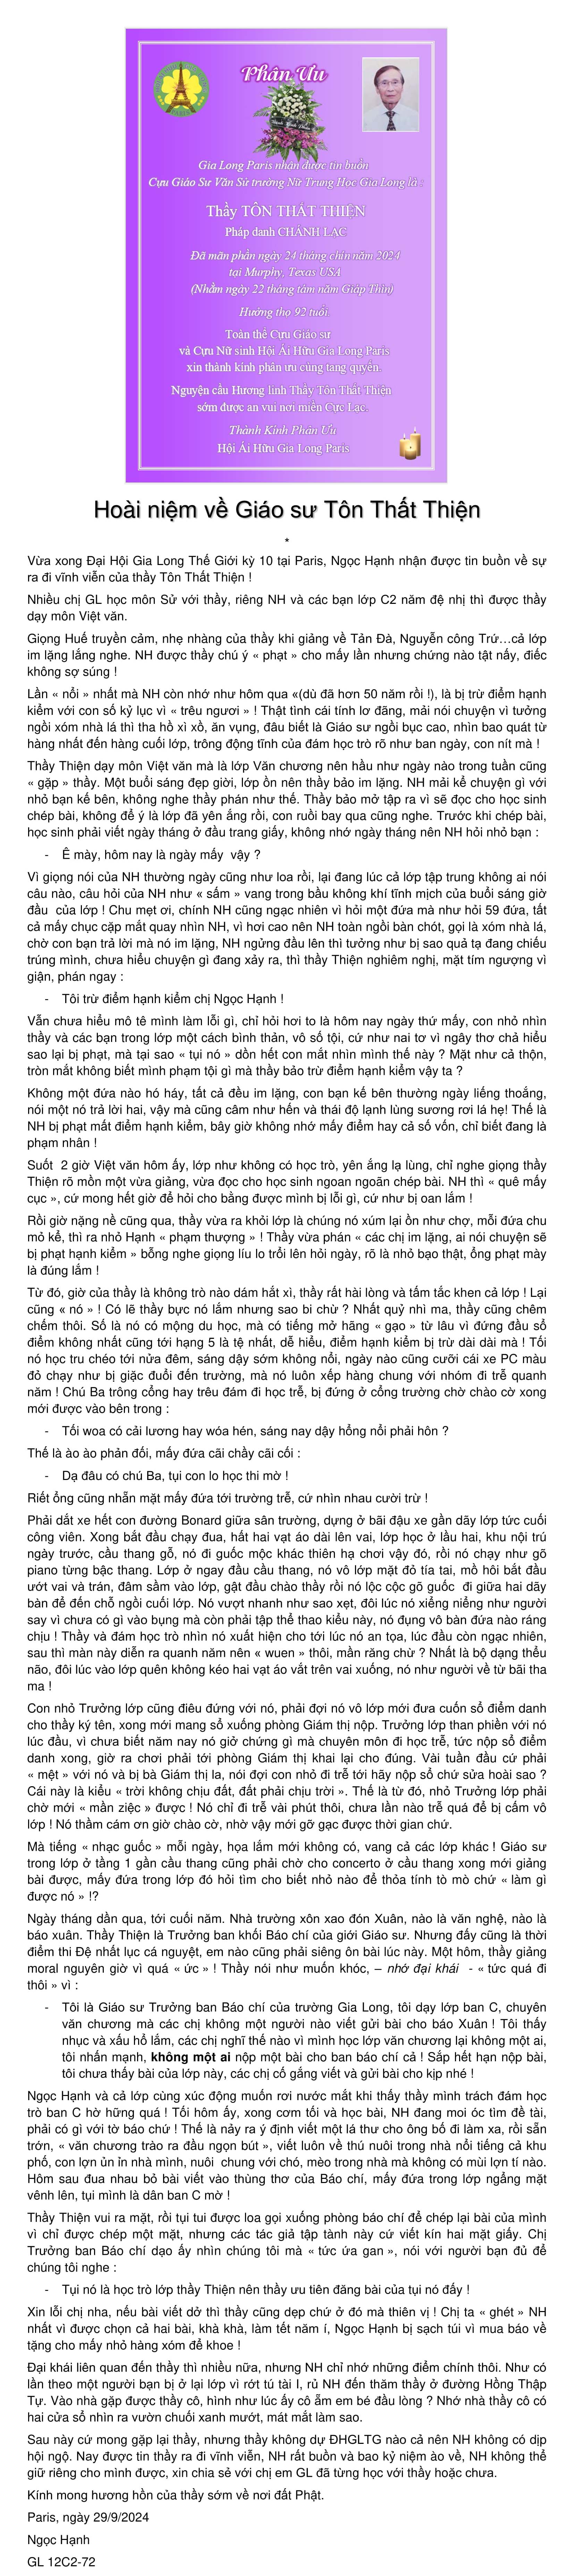 Phân Ưu
Gia Long Paris nhận được tin buồn
Cựu Giáo Sư Văn Sử trường Nữ Trung Học Gia Long là :
Thầy TÔN THẤT THIỆN
Pháp danh CHÁNH LẠC
Đã mãn phần ngày 24 tháng chín năm 2024
tại Murphy, Texas USA
(Nhằm ngày 22 tháng tám năm Giáp Thìn)
Hưởng thọ 92 tuổi.
Toàn thể Cựu Giáo sư
và Cựu Nữ sinh Hội Ái Hữu Gia Long Paris
xin thành kính phân ưu cùng tang quyến.
Nguyện cầu Hương linh Thầy Tôn Thất Thiện
sớm được an vui nơi miền Cực Lạc.
Thành Kính Phân Ưu
Hội Ái Hữu Gia Long Paris
Hoài niệm về Giáo sư Tôn Thất Thiện
*
Vừa xong Đại Hội Gia Long Thế Giới kỳ 10 tại Paris, Ngọc Hạnh nhận được tin buồn về sự
ra đi vĩnh viễn của thầy Tôn Thất Thiện !
Nhiều chị GL học môn Sử với thầy, riêng NH và các bạn lớp C2 năm đệ nhị thì được thầy
dạy môn Việt văn.
Giọng Huế truyền cảm, nhẹ nhàng của thầy khi giảng về Tản Đà, Nguyễn công Trứ…cả lớp
im lặng lắng nghe. NH được thầy chú ý « phạt » cho mấy lần nhưng chứng nào tật nấy, điếc
không sợ súng !
Lần « nổi » nhất mà NH còn nhớ như hôm qua «(dù đã hơn 50 năm rồi !), là bị trừ điểm hạnh
kiểm với con số kỷ lục vì « trêu ngươi » ! Thật tình cái tính lơ đãng, mải nói chuyện vì tưởng
ngồi xóm nhà lá thì tha hồ xì xồ, ăn vụng, đâu biết là Giáo sư ngồi bục cao, nhìn bao quát từ
hàng nhất đến hàng cuối lớp, trông động tĩnh của đám học trò rõ như ban ngày, con nít mà !
Thầy Thiện dạy môn Việt văn mà là lớp Văn chương nên hầu như ngày nào trong tuần cũng
« gặp » thầy. Một buổi sáng đẹp giời, lớp ồn nên thầy bảo im lặng. NH mải kể chuyện gì với
nhỏ bạn kế bên, không nghe thầy phán như thế. Thầy bảo mở tập ra vì sẽ đọc cho học sinh
chép bài, không để ý là lớp đã yên ắng rồi, con ruồi bay qua cũng nghe. Trước khi chép bài,
học sinh phải viết ngày tháng ở đầu trang giấy, không nhớ ngày tháng nên NH hỏi nhỏ bạn :
- Ê mày, hôm nay là ngày mấy vậy ?
Vì giọng nói của NH thường ngày cũng như loa rồi, lại đang lúc cả lớp tập trung không ai nói
câu nào, câu hỏi của NH như « sấm » vang trong bầu không khí tĩnh mịch của buổi sáng giờ
đầu của lớp ! Chu mẹt ơi, chính NH cũng ngạc nhiên vì hỏi một đứa mà như hỏi 59 đứa, tất
cả mấy chục cặp mắt quay nhìn NH, vì hơi cao nên NH toàn ngồi bàn chót, gọi là xóm nhà lá,
chờ con bạn trả lời mà nó im lặng, NH ngửng đầu lên thì tưởng như bị sao quả tạ đang chiếu
trúng mình, chưa hiểu chuyện gì đang xảy ra, thì thầy Thiện nghiêm nghị, mặt tím ngượng vì
giận, phán ngay :
- Tôi trừ điểm hạnh kiểm chị Ngọc Hạnh !
Vẫn chưa hiểu mô tê mình làm lỗi gì, chỉ hỏi hơi to là hôm nay ngày thứ mấy, con nhỏ nhìn
thầy và các bạn trong lớp một cách bình thản, vô số tội, cứ như nai tơ vì ngây thơ chả hiểu
sao lại bị phạt, mà tại sao « tụi nó » dồn hết con mắt nhìn mình thế này ? Mặt như cả thộn,
tròn mắt không biết mình phạm tội gì mà thầy bảo trừ điểm hạnh kiểm vậy ta ?
Không một đứa nào hó háy, tất cả đều im lặng, con bạn kế bên thường ngày liếng thoắng,
nói một nó trả lời hai, vậy mà cũng câm như hến và thái độ lạnh lùng sương rơi lá hẹ! Thế là
NH bị phạt mất điểm hạnh kiểm, bây giờ không nhớ mấy điểm hay cả số vốn, chỉ biết đang là
phạm nhân !
Suốt 2 giờ Việt văn hôm ấy, lớp như không có học trò, yên ắng lạ lùng, chỉ nghe giọng thầy
Thiện rõ mồn một vừa giảng, vừa đọc cho học sinh ngoan ngoãn chép bài. NH thì « quê mấy
cục », cứ mong hết giờ để hỏi cho bằng được mình bị lỗi gì, cứ như bị oan lắm !
Rồi giờ nặng nề cũng qua, thầy vừa ra khỏi lớp là chúng nó xúm lại ồn như chợ, mỗi đứa chu
mỏ kể, thì ra nhỏ Hạnh « phạm thượng » ! Thầy vừa phán « các chị im lặng, ai nói chuyện sẽ
bị phạt hạnh kiểm » bỗng nghe giọng líu lo trổi lên hỏi ngày, rõ là nhỏ bạo thật, ổng phạt mày
là đúng lắm !
Từ đó, giờ của thầy là không trò nào dám hắt xì, thầy rất hài lòng và tấm tắc khen cả lớp ! Lại
cũng « nó » ! Có lẽ thầy bực nó lắm nhưng sao bi chừ ? Nhất quỷ nhì ma, thầy cũng chêm
chếm thôi. Số là nó có mộng du học, mà có tiếng mở hãng « gạo » từ lâu vì đứng đầu sổ
điểm không nhất cũng tới hạng 5 là tệ nhất, dễ hiểu, điểm hạnh kiểm bị trừ dài dài mà ! Tối
nó học tru chéo tới nửa đêm, sáng dậy sớm không nổi, ngày nào cũng cưỡi cái xe PC màu
đỏ chạy như bị giặc đuổi đến trường, mà nó luôn xếp hàng chung với nhóm đi trễ quanh
năm ! Chú Ba trông cổng hay trêu đám đi học trễ, bị đứng ở cổng trường chờ chào cờ xong
mới được vào bên trong :
- Tối woa có cải lương hay wóa hén, sáng nay dậy hổng nổi phải hôn ?
Thế là ào ào phản đối, mấy đứa cãi chầy cãi cối :
- Dạ đâu có chú Ba, tụi con lo học thi mờ !
Riết ổng cũng nhẵn mặt mấy đứa tới trường trễ, cứ nhìn nhau cười trừ !
Phải dắt xe hết con đường Bonard giữa sân trường, dựng ở bãi đậu xe gần dãy lớp tức cuối
công viên. Xong bắt đầu chạy đua, hất hai vạt áo dài lên vai, lớp học ở lầu hai, khu nội trú
ngày trước, cầu thang gỗ, nó đi guốc mộc khác thiên hạ chơi vậy đó, rồi nó chạy như gõ
piano từng bậc thang. Lớp ở ngay đầu cầu thang, nó vô lớp mặt đỏ tía tai, mồ hôi bắt đầu
ướt vai và trán, đâm sầm vào lớp, gật đầu chào thầy rồi nó lộc cộc gõ guốc đi giữa hai dãy
bàn để đến chỗ ngồi cuối lớp. Nó vượt nhanh như sao xẹt, đôi lúc nó xiểng niểng như người
say vì chưa có gì vào bụng mà còn phải tập thể thao kiểu này, nó đụng vô bàn đứa nào ráng
chịu ! Thầy và đám học trò nhìn nó xuất hiện cho tới lúc nó an tọa, lúc đầu còn ngạc nhiên,
sau thì màn này diễn ra quanh năm nên « wuen » thôi, mần răng chừ ? Nhất là bộ dạng thểu
não, đôi lúc vào lớp quên không kéo hai vạt áo vắt trên vai xuống, nó như người về từ bãi tha
ma !
Con nhỏ Trưởng lớp cũng điêu đứng với nó, phải đợi nó vô lớp mới đưa cuốn sổ điểm danh
cho thầy ký tên, xong mới mang sổ xuống phòng Giám thị nộp. Trưởng lớp than phiền với nó
lúc đầu, vì chưa biết năm nay nó giở chứng gì mà chuyên môn đi học trễ, tức nộp sổ điểm
danh xong, giờ ra chơi phải tới phòng Giám thị khai lại cho đúng. Vài tuần đầu cứ phải
« mệt » với nó và bị bà Giám thị la, nói đợi con nhỏ đi trễ tới hãy nộp sổ chứ sửa hoài sao ?
Cái này là kiểu « trời không chịu đất, đất phải chịu trời ». Thế là từ đó, nhỏ Trưởng lớp phải
chờ mới « mần ziệc » được ! Nó chỉ đi trễ vài phút thôi, chưa lần nào trễ quá để bị cấm vô
lớp ! Nó thầm cám ơn giờ chào cờ, nhờ vậy mới gỡ gạc được thời gian chứ.
Mà tiếng « nhạc guốc » mỗi ngày, họa lắm mới không có, vang cả các lớp khác ! Giáo sư
trong lớp ở tầng 1 gần cầu thang cũng phải chờ cho concerto ở cầu thang xong mới giảng
bài được, mấy đứa trong lớp đó hỏi tìm cho biết nhỏ nào để thỏa tính tò mò chứ « làm gì
được nó » !?
Ngày tháng dần qua, tới cuối năm. Nhà trường xôn xao đón Xuân, nào là văn nghệ, nào là
báo xuân. Thầy Thiện là Trưởng ban khối Báo chí của giới Giáo sư. Nhưng đấy cũng là thời
điểm thi Đệ nhất lục cá nguyệt, em nào cũng phải siêng ôn bài lúc này. Một hôm, thầy giảng
moral nguyên giờ vì quá « ức » ! Thầy nói như muốn khóc, – nhớ đại khái - « tức quá đi
thôi » vì :
- Tôi là Giáo sư Trưởng ban Báo chí của trường Gia Long, tôi dạy lớp ban C, chuyên
văn chương mà các chị không một người nào viết gửi bài cho báo Xuân ! Tôi thấy
nhục và xấu hổ lắm, các chị nghĩ thế nào vì mình học lớp văn chương lại không một ai,
tôi nhấn mạnh, không một ai nộp một bài cho ban báo chí cả ! Sắp hết hạn nộp bài,
tôi chưa thấy bài của lớp này, các chị cố gắng viết và gửi bài cho kịp nhé !
Ngọc Hạnh và cả lớp cùng xúc động muốn rơi nước mắt khi thấy thầy mình trách đám học
trò ban C hờ hững quá ! Tối hôm ấy, xong cơm tối và học bài, NH đang moi óc tìm đề tài,
phải có gì với tờ báo chứ ! Thế là nảy ra ý định viết một lá thư cho ông bố đi làm xa, rồi sẵn
trớn, « văn chương trào ra đầu ngọn bút », viết luôn về thú nuôi trong nhà nổi tiếng cả khu
phố, con lợn ủn ỉn nhà mình, nuôi chung với chó, mèo trong nhà mà không có mùi lợn tí nào.
Hôm sau đua nhau bỏ bài viết vào thùng thơ của Báo chí, mấy đứa trong lớp ngẩng mặt
vênh lên, tụi mình là dân ban C mờ !
Thầy Thiện vui ra mặt, rồi tụi tui được loa gọi xuống phòng báo chí để chép lại bài của mình
vì chỉ được chép một mặt, nhưng các tác giả tập tành này cứ viết kín hai mặt giấy. Chị
Trưởng ban Báo chí dạo ấy nhìn chúng tôi mà « tức ứa gan », nói với người bạn đủ để
chúng tôi nghe :
- Tụi nó là học trò lớp thầy Thiện nên thầy ưu tiên đăng bài của tụi nó đấy !
Xin lỗi chị nha, nếu bài viết dở thì thầy cũng dẹp chứ ở đó mà thiên vị ! Chị ta « ghét » NH
nhất vì được chọn cả hai bài, khà khà, làm tết năm í, Ngọc Hạnh bị sạch túi vì mua báo về
tặng cho mấy nhỏ hàng xóm để khoe !
Đại khái liên quan đến thầy thì nhiều nữa, nhưng NH chỉ nhớ những điểm chính thôi. Như có
lần theo một người bạn bị ở lại lớp vì rớt tú tài I, rủ NH đến thăm thầy ở đường Hồng Thập
Tự. Vào nhà gặp được thầy cô, hình như lúc ấy cô ẵm em bé đầu lòng ? Nhớ nhà thầy cô có
hai cửa sổ nhìn ra vườn chuối xanh mướt, mát mắt làm sao.
Sau này cứ mong gặp lại thầy, nhưng thầy không dự ĐHGLTG nào cả nên NH không có dịp
hội ngộ. Nay được tin thầy ra đi vĩnh viễn, NH rất buồn và bao kỷ niệm ào về, NH không thể
giữ riêng cho mình được, xin chia sẻ với chị em GL đã từng học với thầy hoặc chưa.
Kính mong hương hồn của thầy sớm về nơi đất Phật.
Paris, ngày 29/9/2024
Ngọc Hạnh
GL 12C2-72